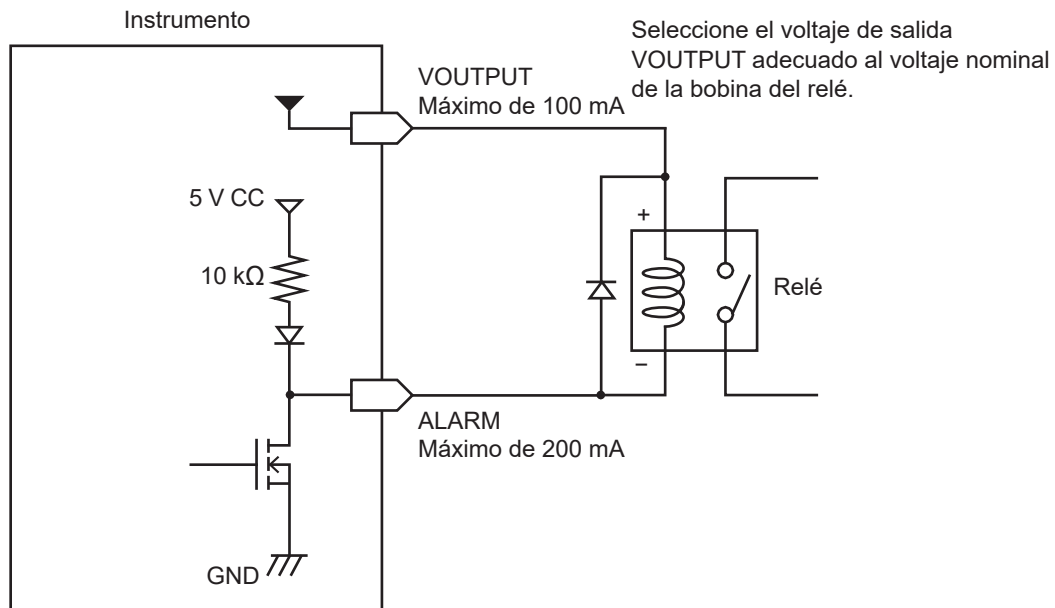 Instrumento
Seleccione el voltaje de salida
VOUTPUT adecuado al voltaje nominal
de la bobina del relé.
VOUTPUT
Máximo de 100 mA
5 V CC
10 kΩ
+
Relé
−
ALARM
Máximo de 200 mA
GND